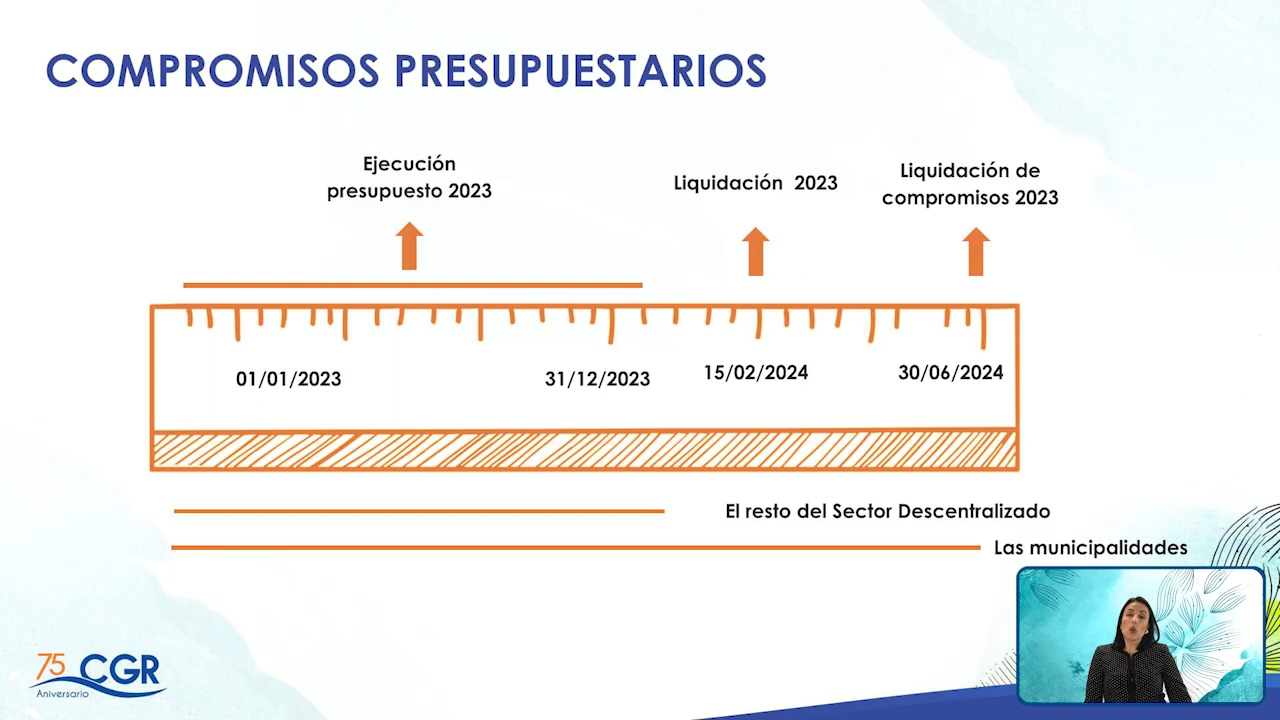 COMPROMISOS PRESUPUESTARIOS
Ejecución
presupuesto 2023
Liquidación 2023
Liquidación de
compromisos 2023
01/01/2023
31/12/2023
15/02/2024
30/06/2024
El resto del Sector Descentralizado
Las municipalidades
75 CGR
Aniversario